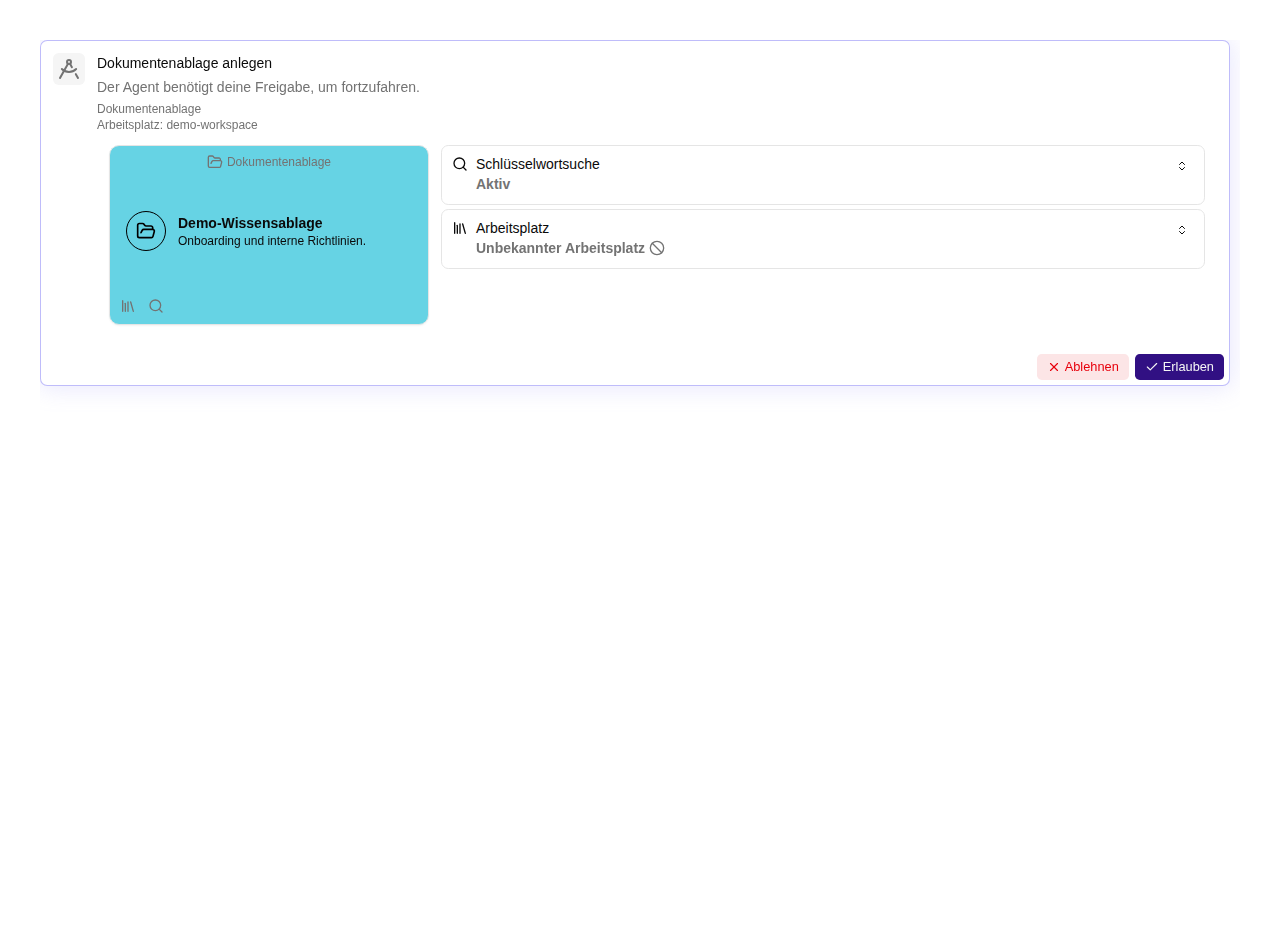 Dokumentenablage anlegen
Der Agent benötigt deine Freigabe, um fortzufahren.
Dokumentenablage
Arbeitsplatz: demo-workspace
Dokumentenablage
Demo-Wissensablage
Onboarding und interne Richtlinien.
Schlüsselwortsuche
Aktiv
Arbeitsplatz
Unbekannter Arbeitsplatz
Ablehnen
Erlauben